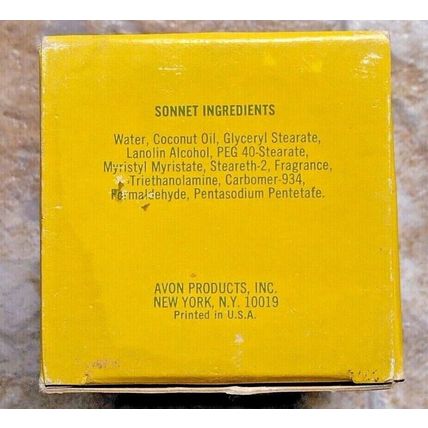 SONNET INGREDIENTS
Water, Coconut Oil, Glyceryl Stearate,
Lanolin Alcohol, PEG 40-Stearate,
Myristyl Myristate, Steareth-2, Fragrance,
Triethanolamine, Carbomer-934,
Formaldehyde, Pentasodium Pentetate.
AVON PRODUCTS, INC.
NEW YORK, N.Y. 10019
Printed in U.S.A.